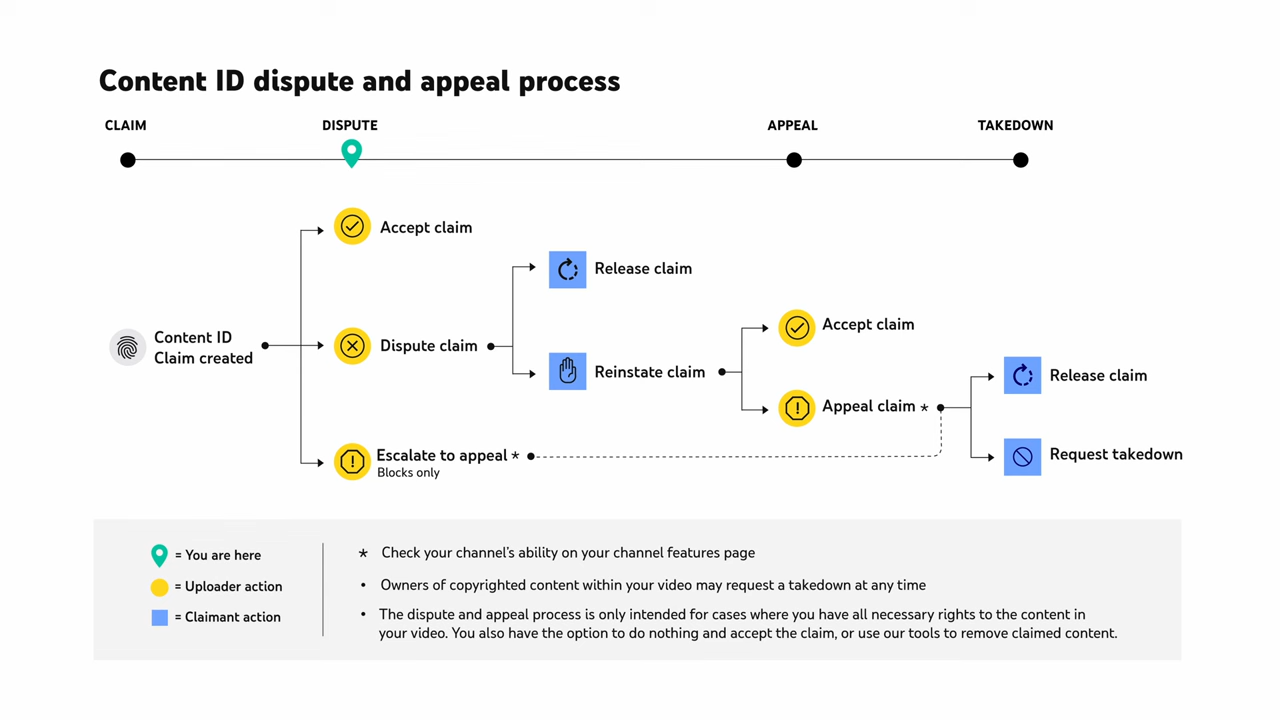 Content ID dispute and appeal process
CLAIM
DISPUTE
APPEAL
TAKEDOWN
Accept claim
Release claim
Content ID
Claim created
Dispute claim
Accept claim
Reinstate claim
Release claim
Appeal claim *
Escalate to appeal *
Blocks only
Request takedown
= You are here
= Uploader action
= Claimant action
* Check your channel's ability on your channel features page
• Owners of copyrighted content within your video may request a takedown at any time
• The dispute and appeal process is only intended for cases where you have all necessary rights to the content in
your video. You also have the option to do nothing and accept the claim, or use our tools to remove claimed content.